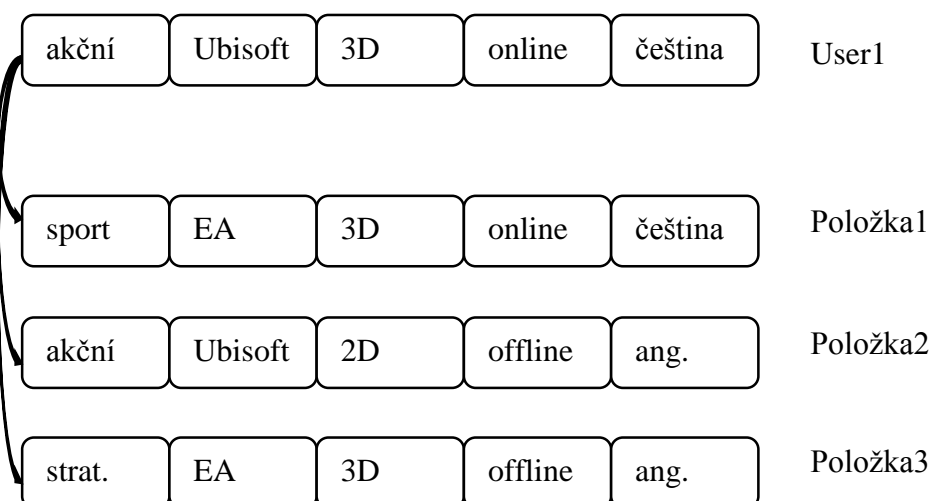 akční Ubisoft 3D online čeština User1
sport EA 3D online čeština Položka1
akční Ubisoft 2D offline ang. Položka2
strat. EA 3D offline ang. Položka3